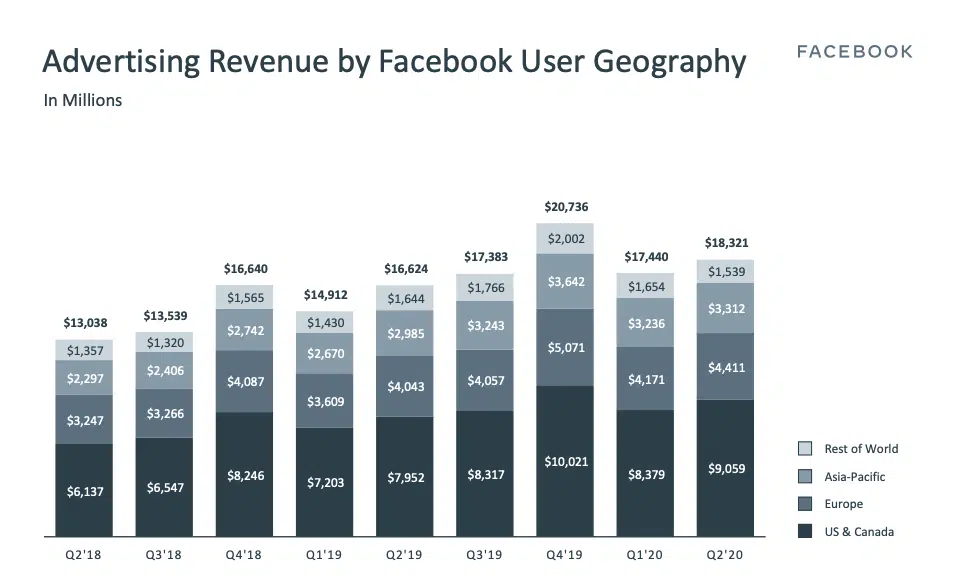 Advertising Revenue by Facebook User Geography
FACEBOOK
In Millions
$13,038 $13,539 $16,640 $14,912 $16,624 $17,383 $20,736 $17,440 $18,321
$1,357 $1,320 $1,565 $1,430 $1,644 $1,766 $2,002 $1,654 $1,539
$2,297 $2,406 $2,742 $2,670 $2,985 $3,243 $3,642 $3,236 $3,312
$3,247 $3,266 $4,087 $3,609 $4,043 $4,057 $5,071 $4,171 $4,411
$6,137 $6,547 $8,246 $7,203 $7,952 $8,317 $10,021 $8,379 $9,059
Q2'18 Q3'18 Q4'18 Q1'19 Q2'19 Q3'19 Q4'19 Q1'20 Q2'20
Rest of World
Asia-Pacific
Europe
US & Canada